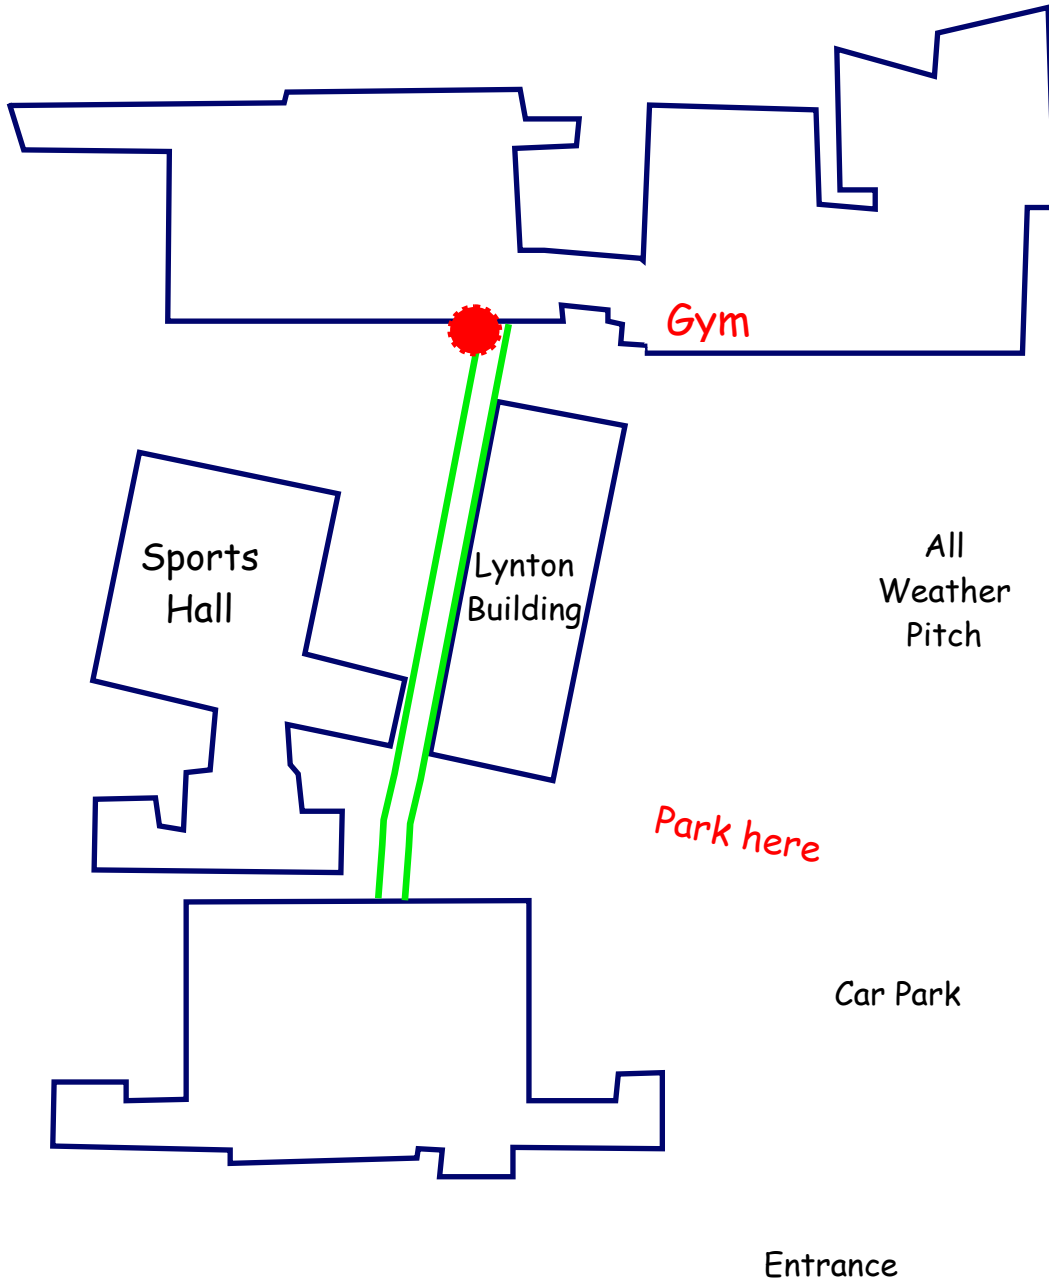 Gym
Sports
Hall
Lynton
Building
All
Weather
Pitch
Park here
Car Park
Entrance